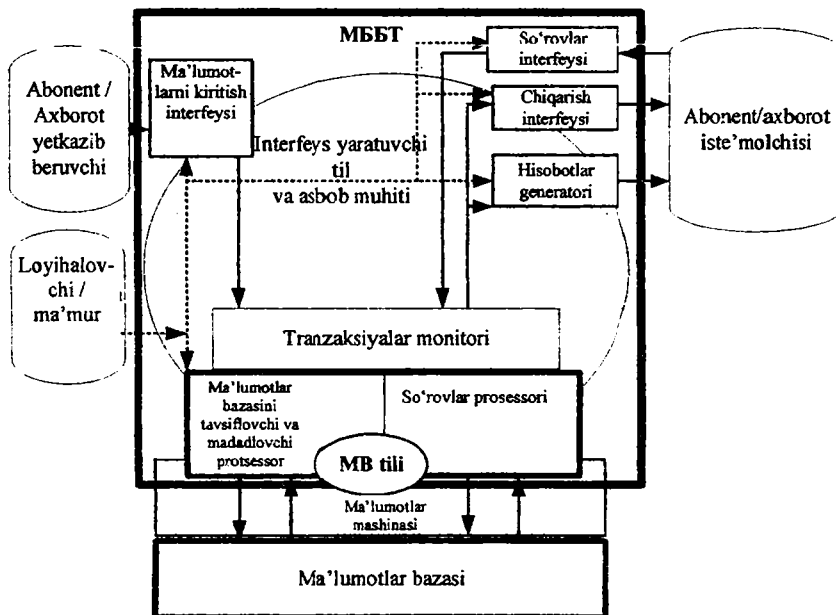 МББТ
Abonent /
Axborot
yetkazib
beruvchi
Ma’lumot-
larni kiritish
interfeysi
So‘rovlar
interfeysi
Chiqarish
interfeysi
Hisobotlar
generatori
Abonent/axborot
iste’molchisi
Interfeys yaratuvchi
til
va asbob muhiti
Loyihalov-
chi /
ma’mur
Tranzaksiyalar monitori
Ma’lumotlar
bazasini
tavsiflovchi va
madadlovchi
protsessor
So‘rovlar prosessori
MB tili
Ma’lumotlar
mashinasi
Ma’lumotlar bazasi